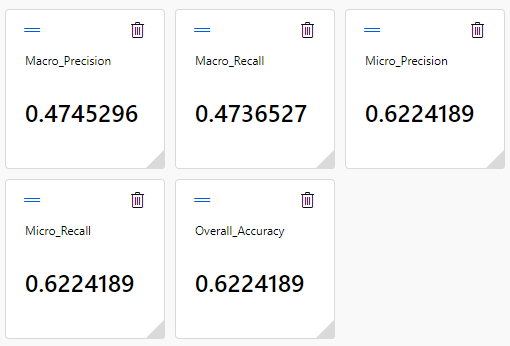 Macro_Precision
0.4745296
Macro_Recall
0.4736527
Micro_Precision
0.6224189
Micro_Recall
0.6224189
Overall_Accuracy
0.6224189